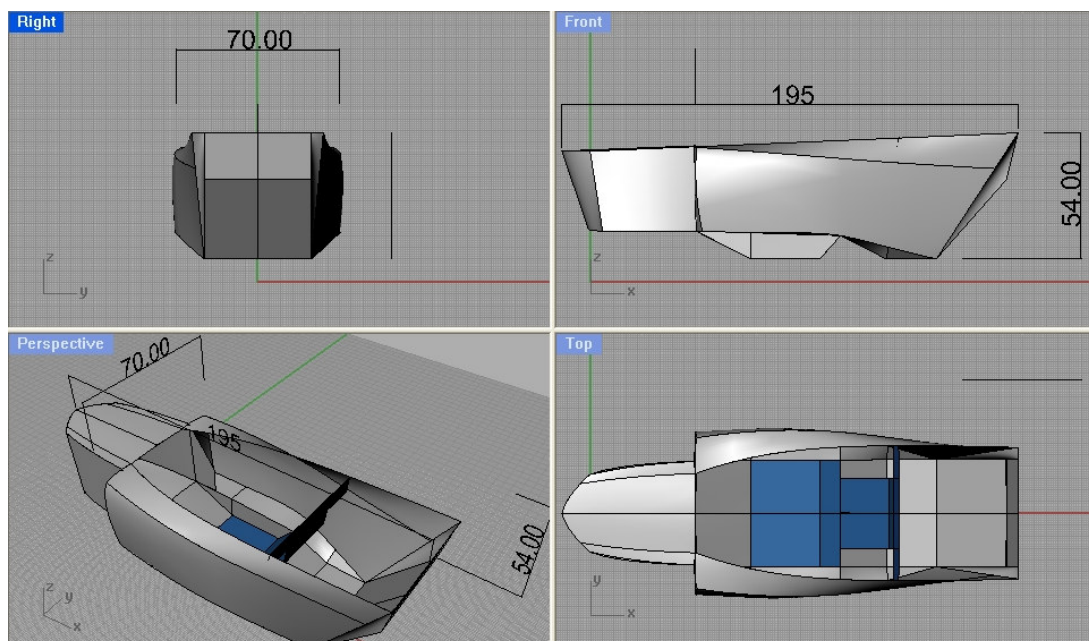 Right
70.00
z
y
Front
195
54.00
z
x
Perspective
70.00
195
54.00
z
y
x
Top
y
x